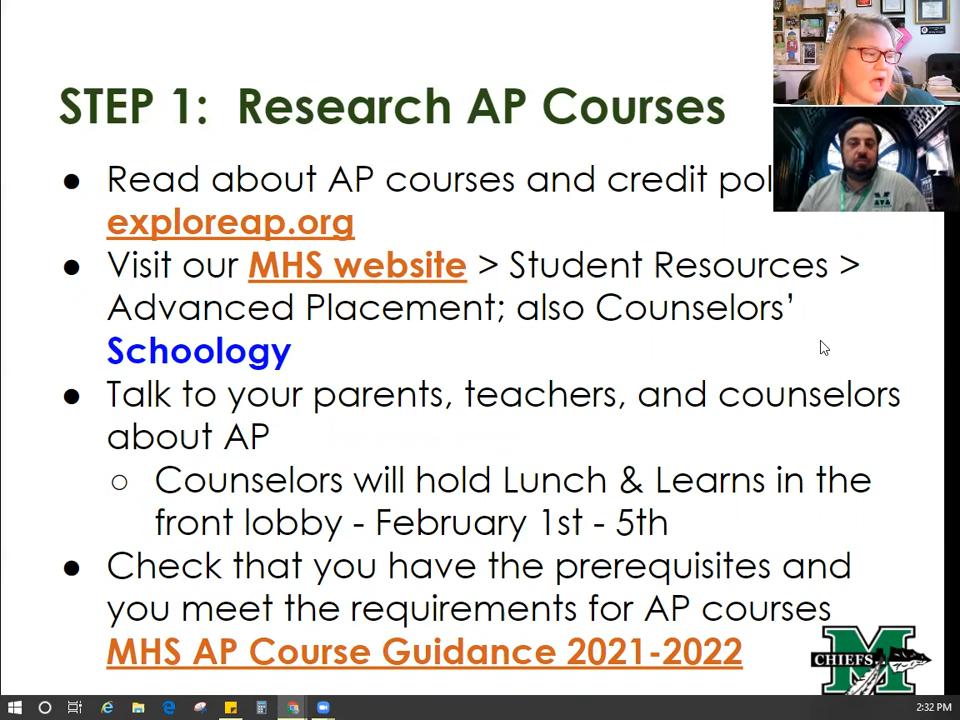 STEP 1: Research AP Courses
● Read about AP courses and credit pol
exploreap.org
● Visit our MHS website > Student Resources >
Advanced Placement; also Counselors’
Schoology
● Talk to your parents, teachers, and counselors
about AP
○ Counselors will hold Lunch & Learns in the
front lobby - February 1st - 5th
● Check that you have the prerequisites and
you meet the requirements for AP courses
MHS AP Course Guidance 2021-2022
M
CHIEFS
2:32 PM